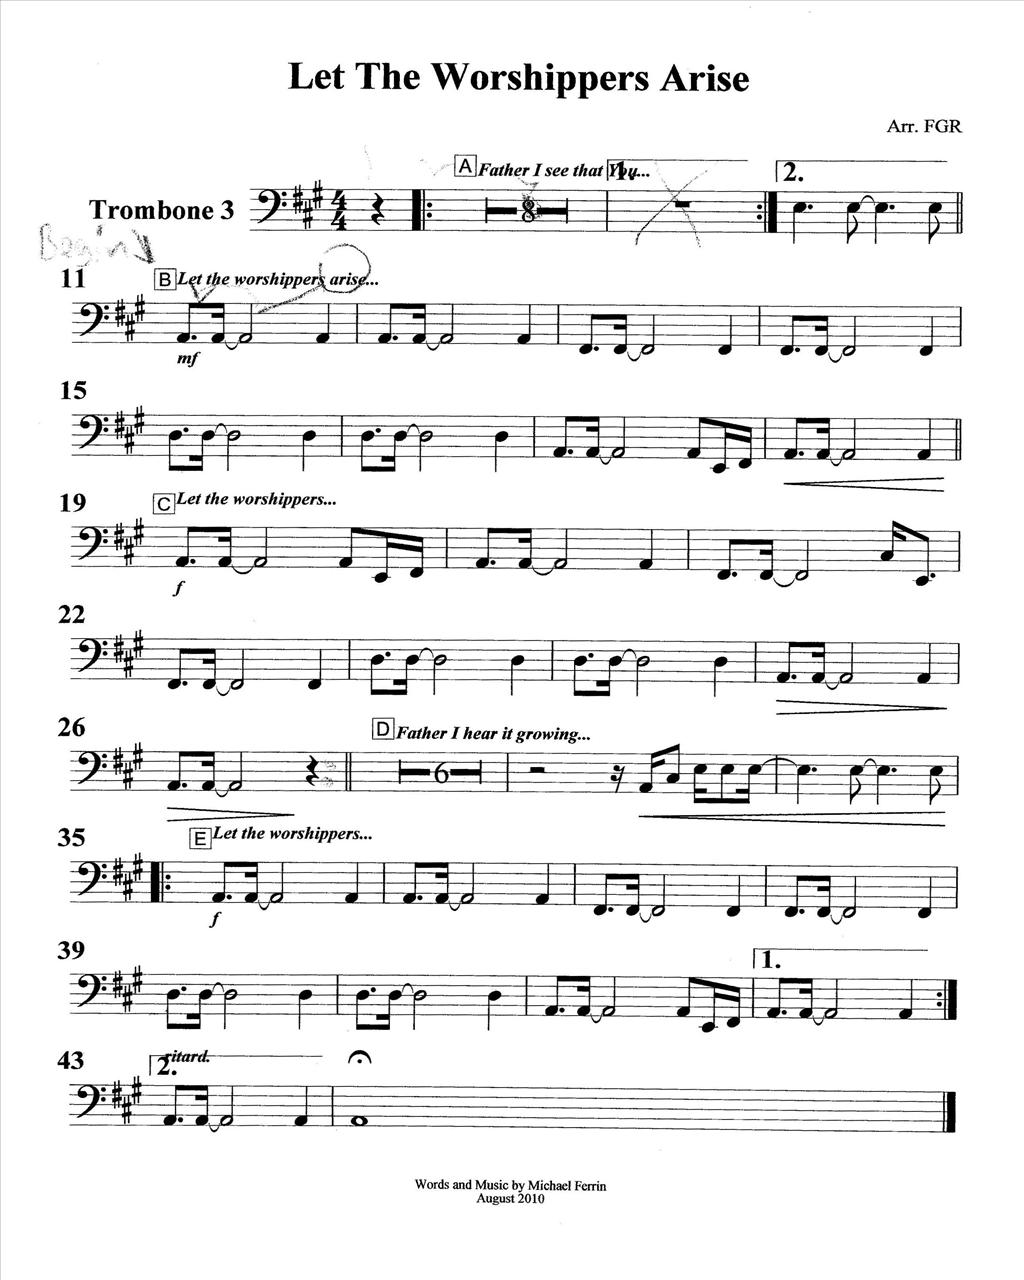 Let The Worshippers Arise
Arr. FGR
A Father I see that You...
1. 2.
Trombone 3
8
Begin
11 B Let the worshippers arise...
mf
15
19 C Let the worshippers...
f
22
26 D Father I hear it growing...
6
35 E Let the worshippers...
f
39
1.
43 ritard.
2.
Words and Music by Michael Ferrin
August 2010